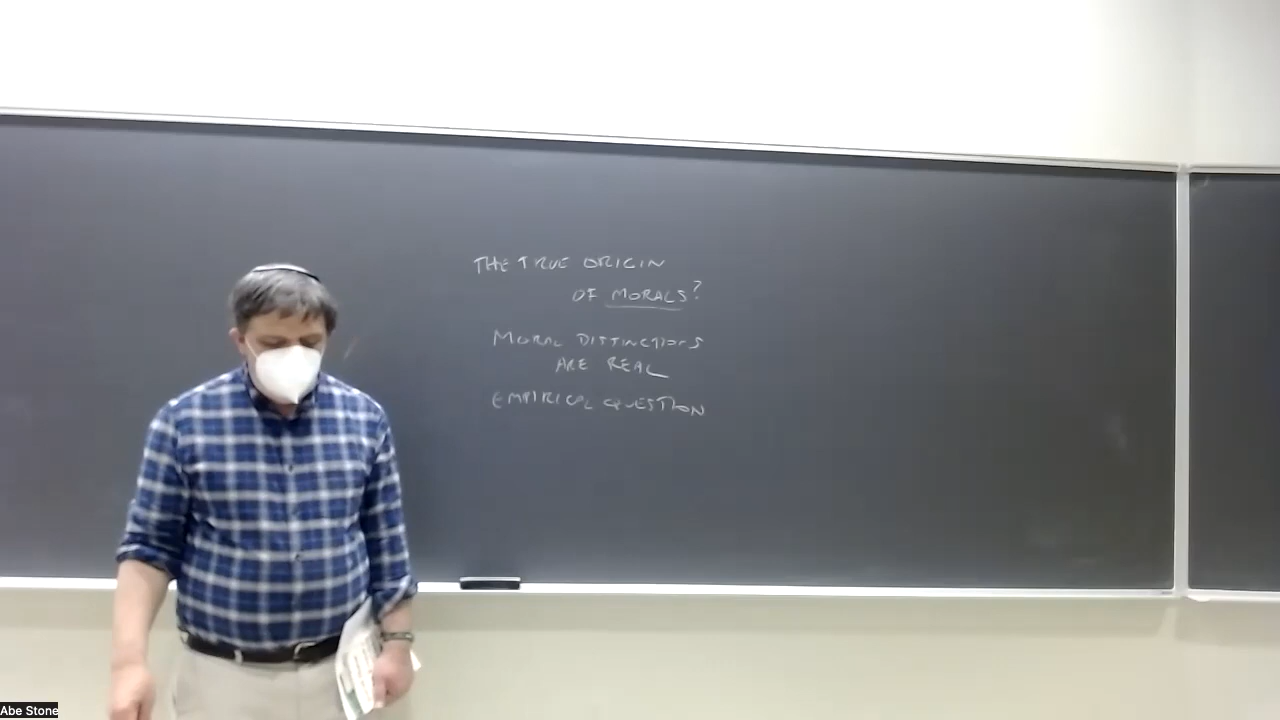 THE TRUE ORIGIN
OF MORALS?
MORAL DISTINCTIONS
ARE REAL
EMPIRICAL QUESTION
Abe Stone